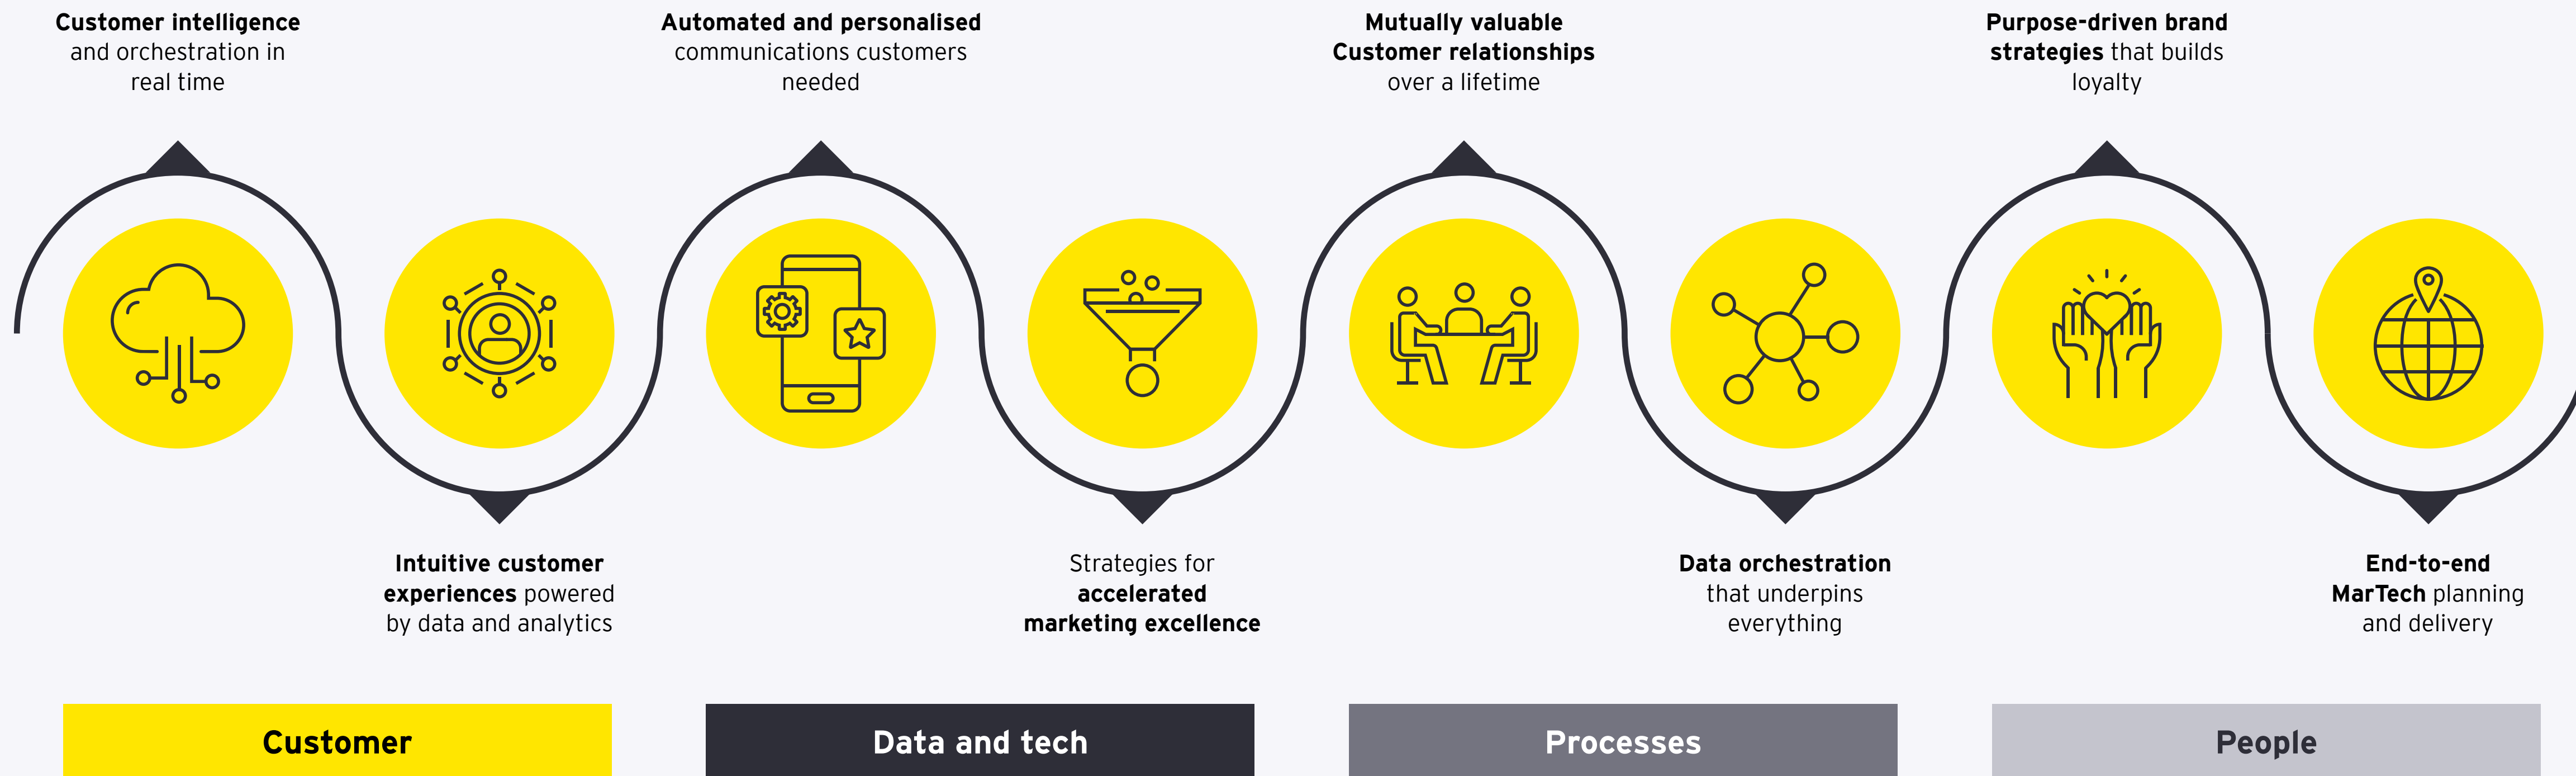 Customer intelligence
and orchestration in
real time
Automated and personalised
communications customers
needed
Mutually valuable
Customer relationships
over a lifetime
Purpose-driven brand
strategies that builds
loyalty
Intuitive customer
experiences powered
by data and analytics
Strategies for
accelerated
marketing excellence
Data orchestration
that underpins
everything
End-to-end
MarTech planning
and delivery
Customer
Data and tech
Processes
People